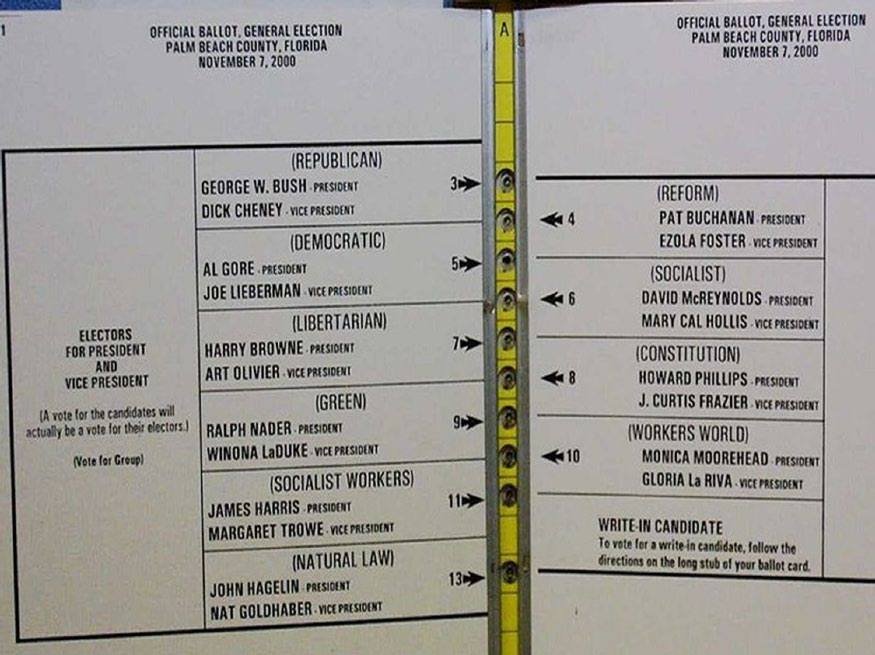 1
OFFICIAL BALLOT, GENERAL ELECTION
PALM BEACH COUNTY, FLORIDA
NOVEMBER 7, 2000
A
OFFICIAL BALLOT, GENERAL ELECTION
PALM BEACH COUNTY, FLORIDA
NOVEMBER 7, 2000
ELECTORS
FOR PRESIDENT
AND
VICE PRESIDENT
(A vote for the candidates will
actually be a vote for their electors.)
(Vote for Group)
(REPUBLICAN)
GEORGE W. BUSH - PRESIDENT
DICK CHENEY - VICE PRESIDENT
3
(DEMOCRATIC)
AL GORE - PRESIDENT
JOE LIEBERMAN - VICE PRESIDENT
5
(LIBERTARIAN)
HARRY BROWNE - PRESIDENT
ART OLIVIER - VICE PRESIDENT
7
(GREEN)
RALPH NADER - PRESIDENT
WINONA LaDUKE - VICE PRESIDENT
9
(SOCIALIST WORKERS)
JAMES HARRIS - PRESIDENT
MARGARET TROWE - VICE PRESIDENT
11
(NATURAL LAW)
JOHN HAGELIN - PRESIDENT
NAT GOLDHABER - VICE PRESIDENT
13
(REFORM)
4 PAT BUCHANAN - PRESIDENT
EZOLA FOSTER - VICE PRESIDENT
(SOCIALIST)
6 DAVID McREYNOLDS - PRESIDENT
MARY CAL HOLLIS - VICE PRESIDENT
(CONSTITUTION)
8 HOWARD PHILLIPS - PRESIDENT
J. CURTIS FRAZIER - VICE PRESIDENT
(WORKERS WORLD)
10 MONICA MOOREHEAD - PRESIDENT
GLORIA La RIVA - VICE PRESIDENT
WRITE-IN CANDIDATE
To vote for a write-in candidate, follow the
directions on the long stub of your ballot card.